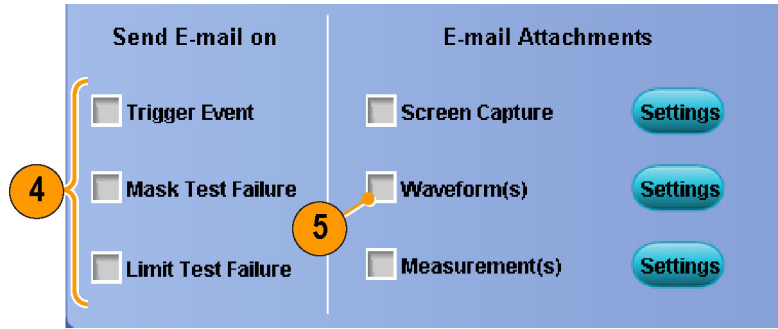 Send E-mail on
E-mail Attachments
Trigger Event
Screen Capture
Settings
4
Mask Test Failure
Waveform(s)
Settings
5
Limit Test Failure
Measurement(s)
Settings